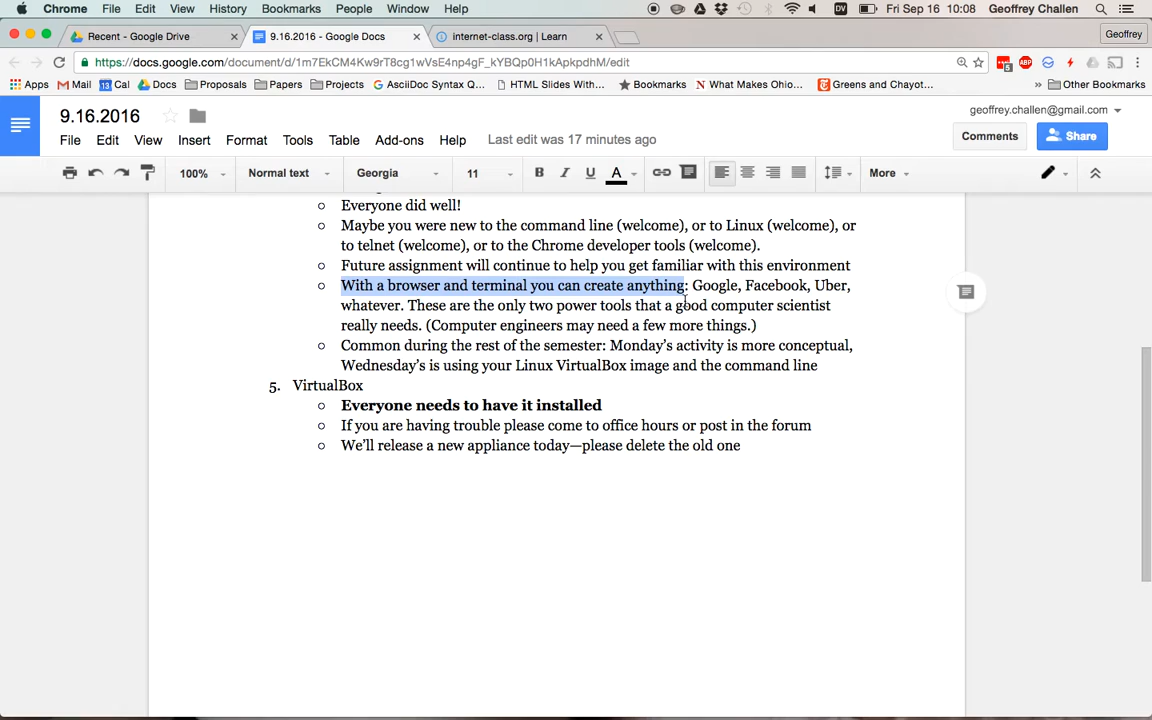 Chrome File Edit View History Bookmarks People Window Help DV Fri Sep 16 10:08 Geoffrey Challen
Recent - Google Drive 9.16.2016 - Google Docs internet-class.org | Learn Geoffrey
https://docs.google.com/document/d/1m7EkCM4Kw9rT8cg1wVsE4np4gF_kYBQp0H1kApkpdhM/edit 5 ABP
Apps Mail 13 Cal Docs Proposals Papers Projects AsciiDoc Syntax Q... HTML Slides With... Bookmarks What Makes Ohio... Greens and Chayot... » Other Bookmarks
9.16.2016 geoffrey.challen@gmail.com
File Edit View Insert Format Tools Table Add-ons Help Last edit was 17 minutes ago Comments Share
100% Normal text Georgia 11 B I U A More
Everyone did well!
Maybe you were new to the command line (welcome), or to Linux (welcome), or
to telnet (welcome), or to the Chrome developer tools (welcome).
Future assignment will continue to help you get familiar with this environment
With a browser and terminal you can create anything: Google, Facebook, Uber,
whatever. These are the only two power tools that a good computer scientist
really needs. (Computer engineers may need a few more things.)
Common during the rest of the semester: Monday's activity is more conceptual,
Wednesday's is using your Linux VirtualBox image and the command line
5. VirtualBox
Everyone needs to have it installed
If you are having trouble please come to office hours or post in the forum
We'll release a new appliance today—please delete the old one